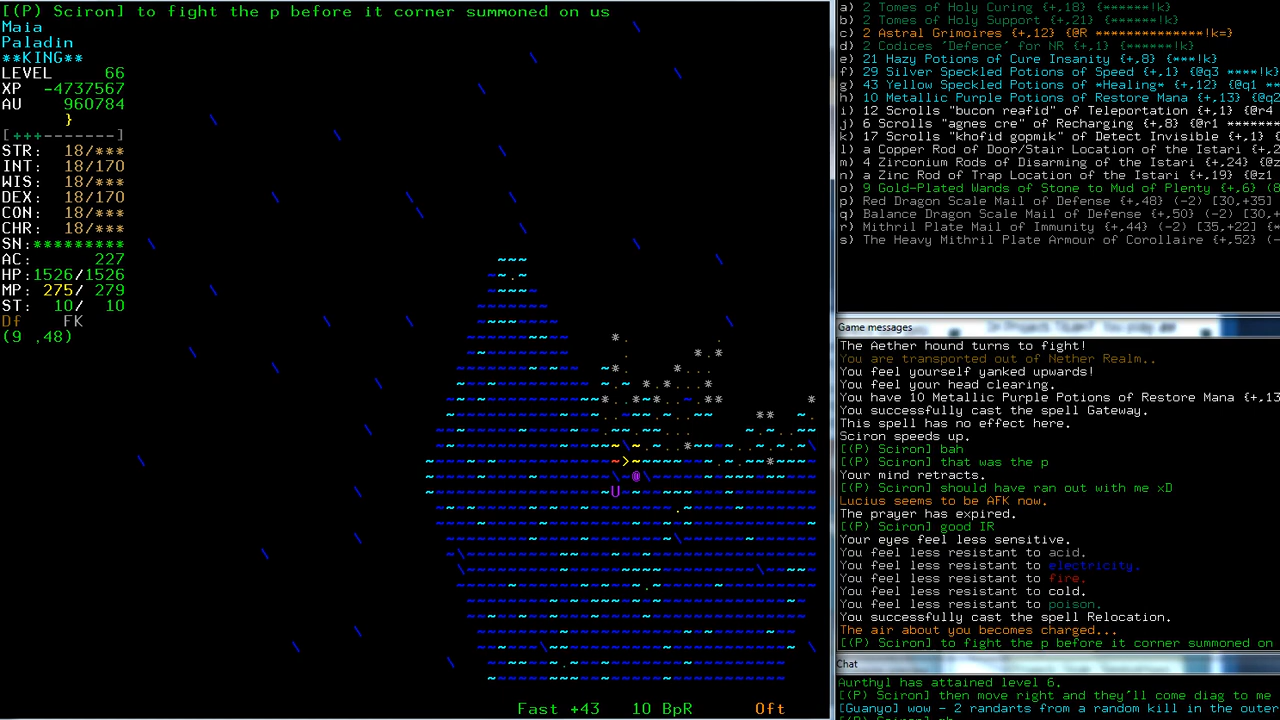 [(P) Sciron] to fight the p before it corner summoned on us
Maia
Paladin
**KING**
LEVEL 66
XP -4737567
AU 960784
}
[+++-------]
STR: 18/***
INT: 18/170
WIS: 18/***
DEX: 18/170
CON: 18/***
CHR: 18/***
SN:*********
AC: 227
HP:1526/1526
MP: 275/ 279
ST: 10/ 10
Df FK
(9 ,48)
Fast +43 10 BpR Oft
a) 2 Tomes of Holy Curing {+,18} {******!k}
b) 2 Tomes of Holy Support {+,21} {******!k}
c) 2 Astral Grimoires {+,12} {@R **************!k=}
d) 2 Codices 'Defence' for NR {+,1} {******!k}
e) 21 Hazy Potions of Cure Insanity {+,8} {***!k}
f) 29 Silver Speckled Potions of Speed {+,1} {@q3 ****!k}
g) 43 Yellow Speckled Potions of *Healing* {+,12} {@q1
h) 10 Metallic Purple Potions of Restore Mana {+,13} {@q2
i) 12 Scrolls "bucon reafid" of Teleportation {+,1} {@r4
j) 6 Scrolls "agnes cre" of Recharging {+,8} {@r1 *******
k) 17 Scrolls "khofid gopmik" of Detect Invisible {+,1} {
l) a Copper Rod of Door/Stair Location of the Istari {+,2
m) 4 Zirconium Rods of Disarming of the Istari {+,24} {@z
n) a Zinc Rod of Trap Location of the Istari {+,19} {@z1
o) 9 Gold-Plated Wands of Stone to Mud of Plenty {+,6} (8
p) Red Dragon Scale Mail of Defense {+,48} (-2) [30,+35]
q) Balance Dragon Scale Mail of Defense {+,50} (-2) [30,+
r) Mithril Plate Mail of Immunity {+,44} (-2) [35,+22] {*
s) The Heavy Mithril Plate Armour of Corollaire {+,52} (-
Game messages
The Aether hound turns to fight!
You are transported out of Nether Realm..
You feel yourself yanked upwards!
You feel your head clearing.
You have 10 Metallic Purple Potions of Restore Mana {+,13
You successfully cast the spell Gateway.
This spell has no effect here.
Sciron speeds up.
[(P) Sciron] bah
[(P) Sciron] that was the p
Your mind retracts.
[(P) Sciron] should have ran out with me xD
Lucius seems to be AFK now.
The prayer has expired.
[(P) Sciron] good IR
Your eyes feel less sensitive.
You feel less resistant to acid.
You feel less resistant to electricity.
You feel less resistant to fire.
You feel less resistant to cold.
You feel less resistant to poison.
You successfully cast the spell Relocation.
The air about you becomes charged...
[(P) Sciron] to fight the p before it corner summoned on
Chat
Aurthyl has attained level 6.
[(P) Sciron] then move right and they'll come diag to me
[Guanyo] wow - 2 randarts from a random kill in the outer